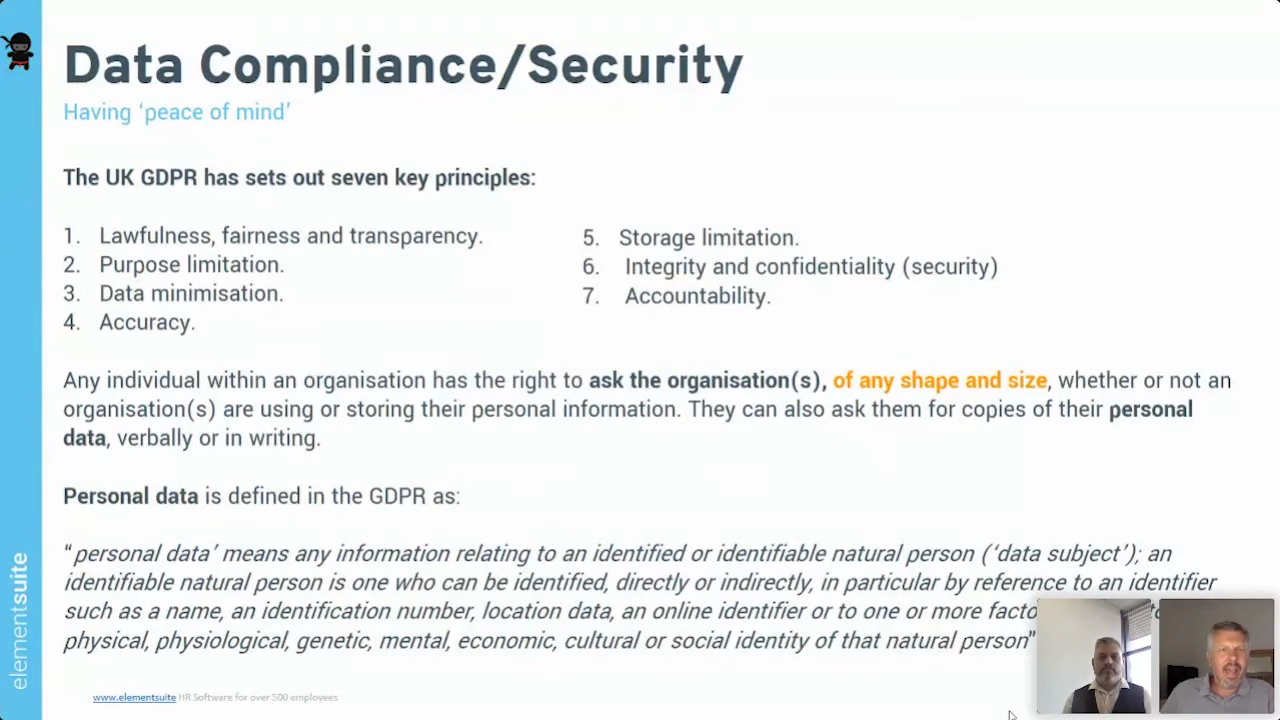 Data Compliance/Security
Having ‘peace of mind’
The UK GDPR has sets out seven key principles:
1. Lawfulness, fairness and transparency.
2. Purpose limitation.
3. Data minimisation.
4. Accuracy.
5. Storage limitation.
6. Integrity and confidentiality (security)
7. Accountability.
Any individual within an organisation has the right to ask the organisation(s), of any shape and size, whether or not an
organisation(s) are using or storing their personal information. They can also ask them for copies of their personal
data, verbally or in writing.
Personal data is defined in the GDPR as:
“personal data’ means any information relating to an identified or identifiable natural person (‘data subject’); an
identifiable natural person is one who can be identified, directly or indirectly, in particular by reference to an identifier
such as a name, an identification number, location data, an online identifier or to one or more
physical, physiological, genetic, mental, economic, cultural or social identity of that natural person”
elementsuite
www.elementsuite HR Software for over 500 employees